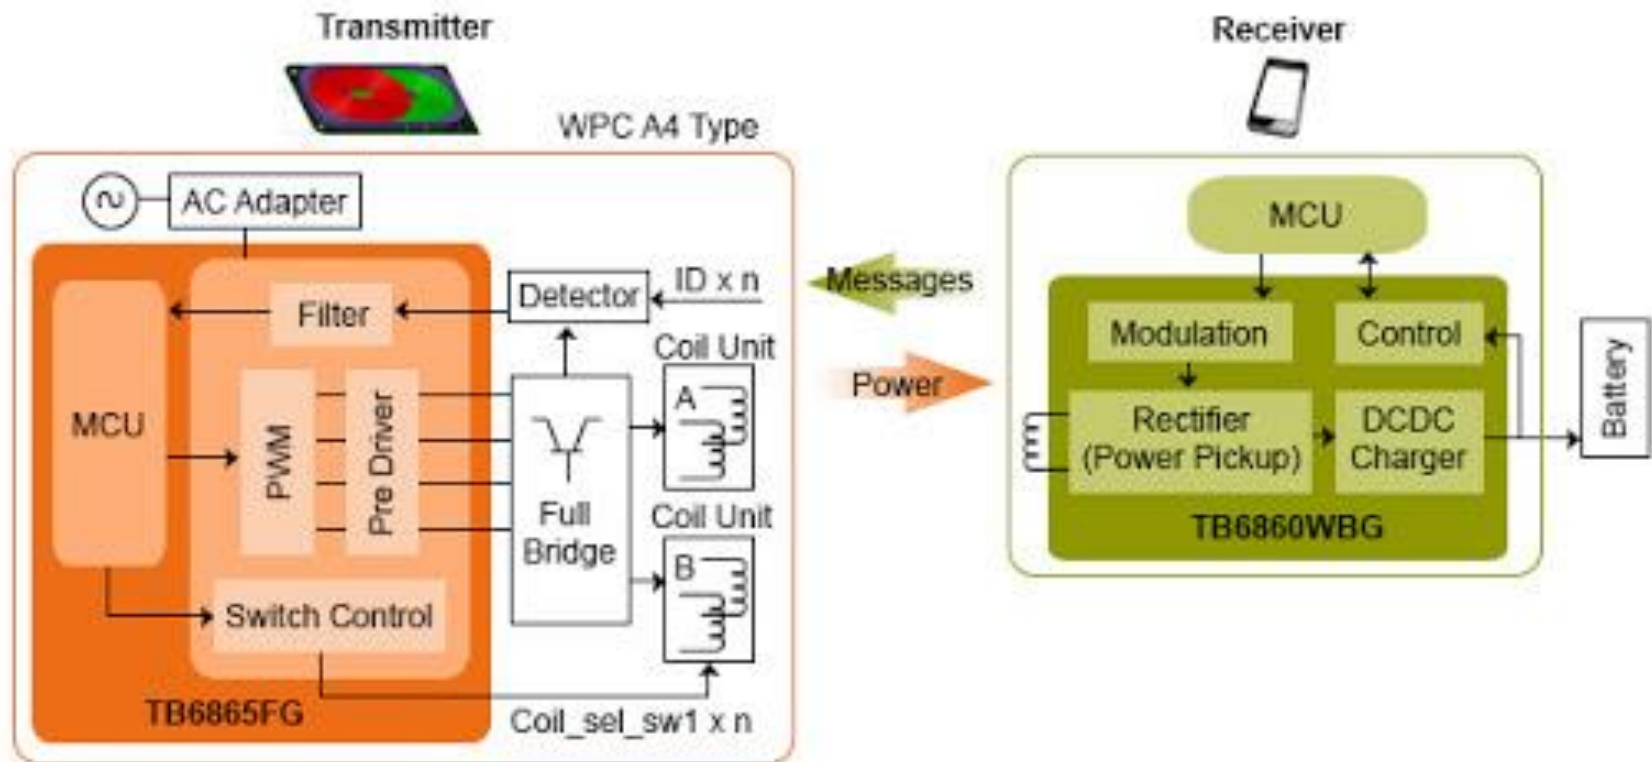 Transmitter
Receiver
WPC A4 Type
AC Adapter
MCU
Filter
Detector
ID x n
Coil Unit
A
PWM
Pre Driver
Full
Bridge
Coil Unit
B
Switch Control
TB6865FG
Coil_sel_sw1 x n
Messages
Power
MCU
Modulation
Control
Rectifier
(Power Pickup)
DCDC
Charger
TB6860WBG
Battery